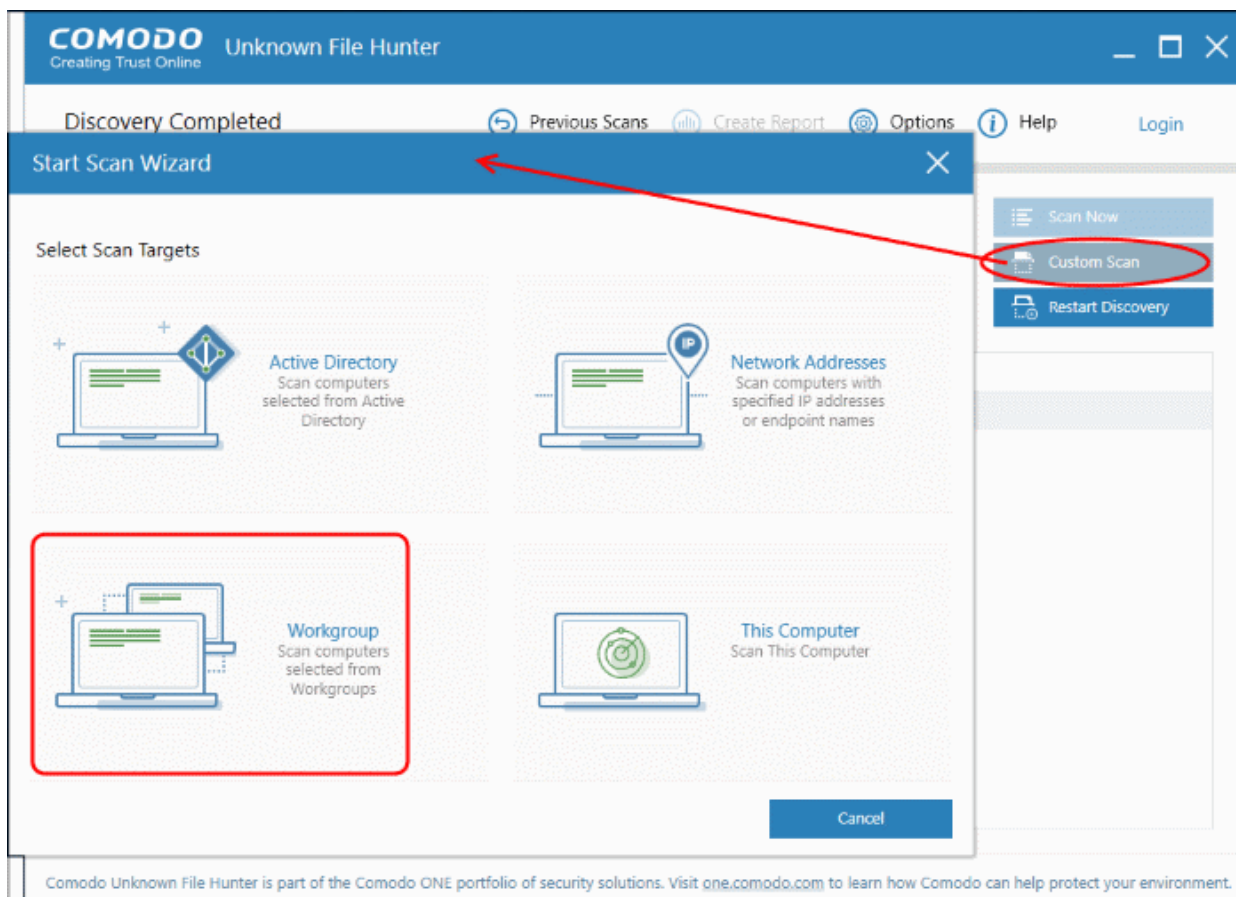 COMODO
Creating Trust Online
Unknown File Hunter
Discovery Completed
Previous Scans
Create Report
Options
Help
Login
Start Scan Wizard
Scan Now
Custom Scan
Restart Discovery
Select Scan Targets
Active Directory
Scan computers
selected from Active
Directory
IP
Network Addresses
Scan computers with
specified IP addresses
or endpoint names
Workgroup
Scan computers
selected from
Workgroups
This Computer
Scan This Computer
Cancel
Comodo Unknown File Hunter is part of the Comodo ONE portfolio of security solutions. Visit one.comodo.com to learn how Comodo can help protect your environment.